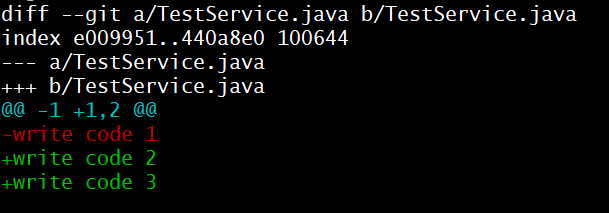 diff --git a/TestService.java b/TestService.java
index e009951..440a8e0 100644
--- a/TestService.java
+++ b/TestService.java
@@ -1 +1,2 @@
-write code 1
+write code 2
+write code 3